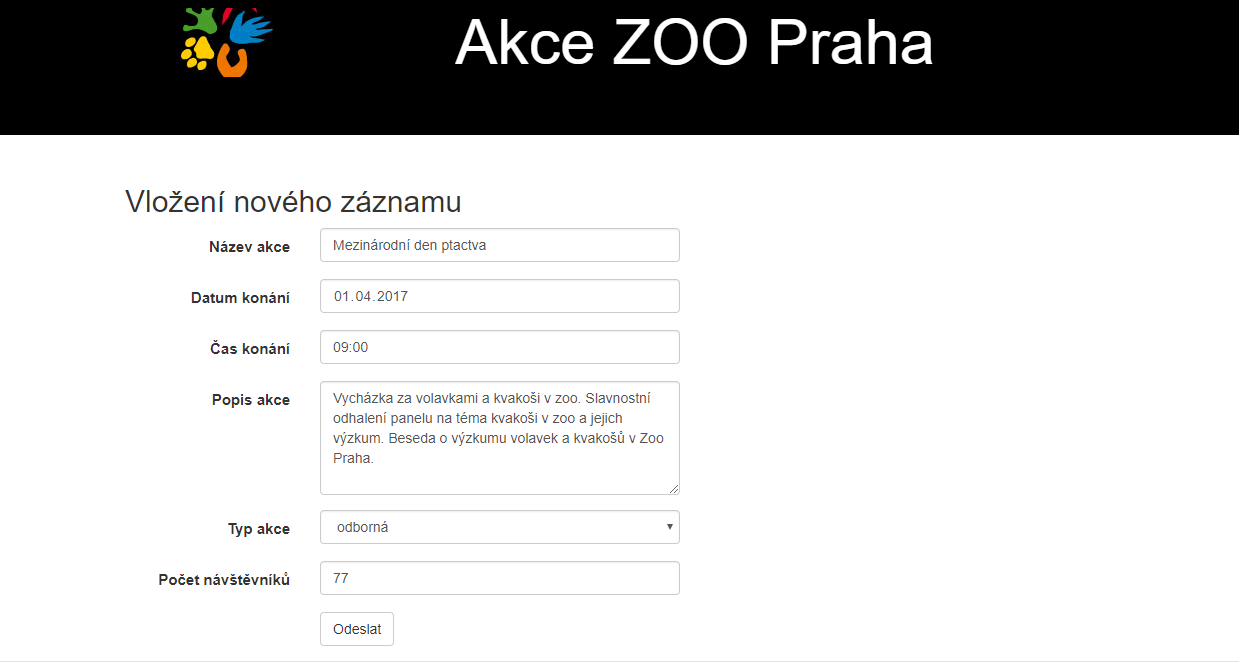 Akce ZOO Praha
Vložení nového záznamu
Název akce
Mezinárodní den ptactva
Datum konání
01.04.2017
Čas konání
09:00
Popis akce
Vycházka za volavkami a kvakoši v zoo. Slavnostní
odhalení panelu na téma kvakoši v zoo a jejich
výzkum. Beseda o výzkumu volavek a kvakošů v Zoo
Praha.
Typ akce
odborná
Počet návštěvníků
77
Odeslat